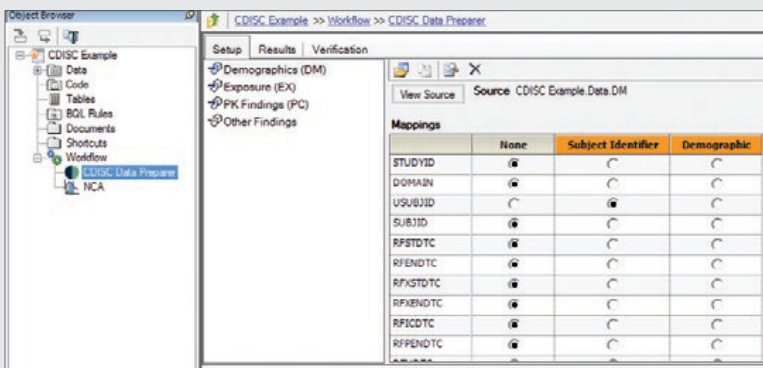 Object Browser
CDISC Example
Data
Code
Tables
BQL Rules
Documents
Shortcuts
Workflow
CDISC Data Preparer
NCA
CDISC Example >> Workflow >> CDISC Data Preparer
Setup Results Verification
Demographics (DM)
Exposure (EX)
PK Findings (PC)
Other Findings
View Source Source CDISC Example.Data.DM
Mappings
None Subject Identifier Demographic
STUDYID
DOMAIN
USUBJID
SUBJID
RFSTDTC
RFENDTC
RFXSTDTC
RFXENDTC
RFICDTC
RFPENDTC